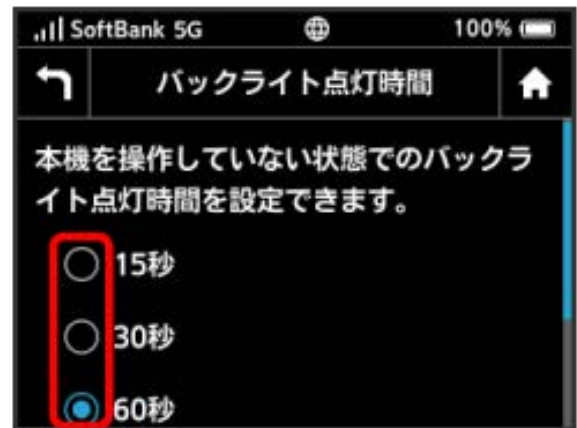 SoftBank 5G 100%
バックライト点灯時間
本機を操作していない状態でのバックラ
イト点灯時間を設定できます。
15秒
30秒
60秒